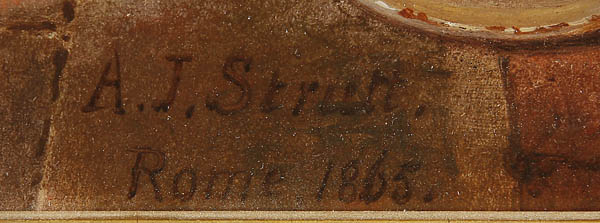 A.J. Strutt.
Rome 1865.